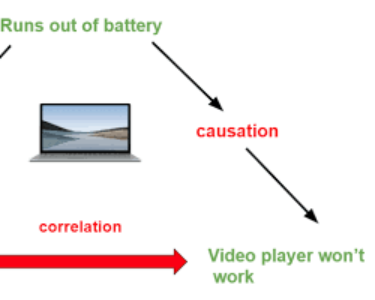 Runs out of battery
causation
correlation
Video player won't
work